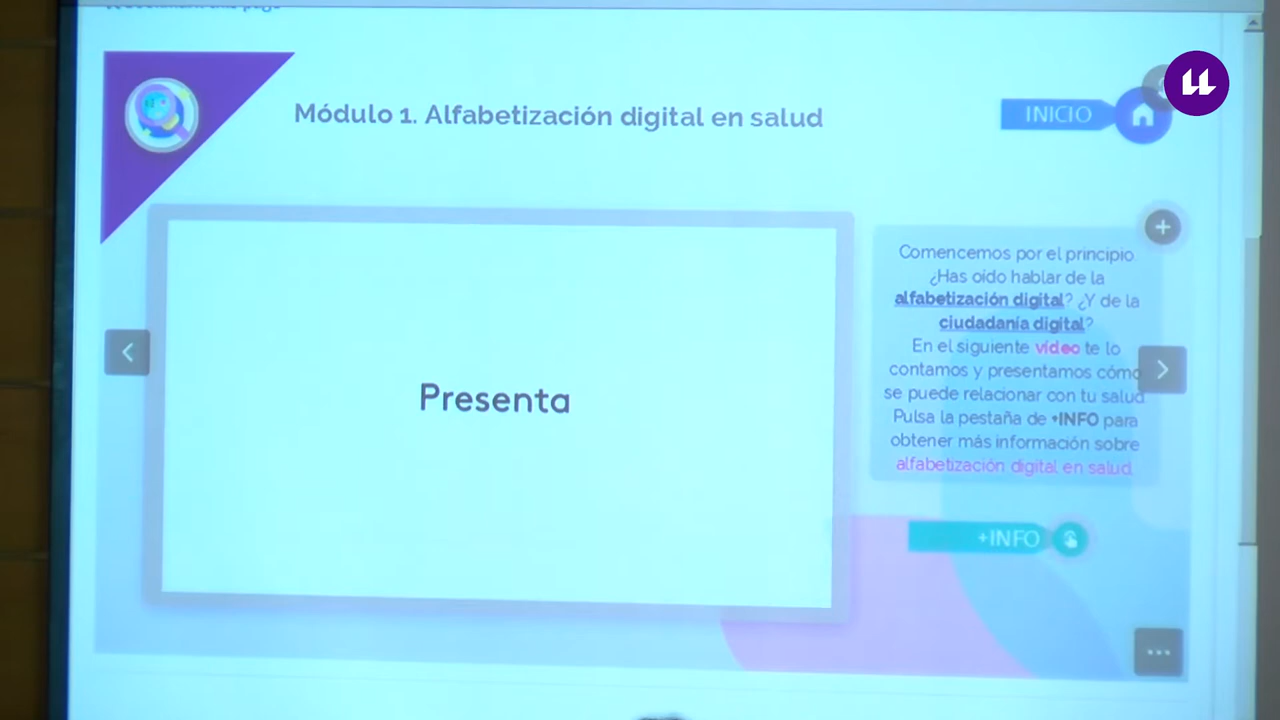 Módulo 1. Alfabetización digital en salud
INICIO
Presenta
Comencemos por el principio.
¿Has oído hablar de la
alfabetización digital? ¿Y de la
ciudadanía digital?
En el siguiente vídeo te lo
contamos y presentamos cómo
se puede relacionar con tu salud.
Pulsa la pestaña de +INFO para
obtener más información sobre
alfabetización digital en salud.
+INFO